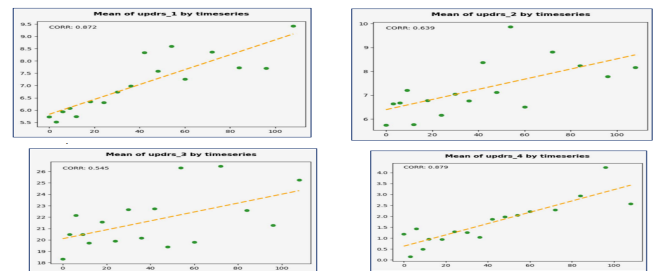 Mean of updrs_1 by timeseries
CORR: 0.872
9.5
9.0
8.5
8.0
7.5
7.0
6.5
6.0
5.5
0 20 40 60 80 100
Mean of updrs_2 by timeseries
CORR: 0.639
10
9
8
7
6
0 20 40 60 80 100
Mean of updrs_3 by timeseries
CORR: 0.545
26
25
24
23
22
21
20
19
18
0 20 40 60 80 100
Mean of updrs_4 by timeseries
CORR: 0.879
4.0
3.5
3.0
2.5
2.0
1.5
1.0
0.5
0.0
0 20 40 60 80 100